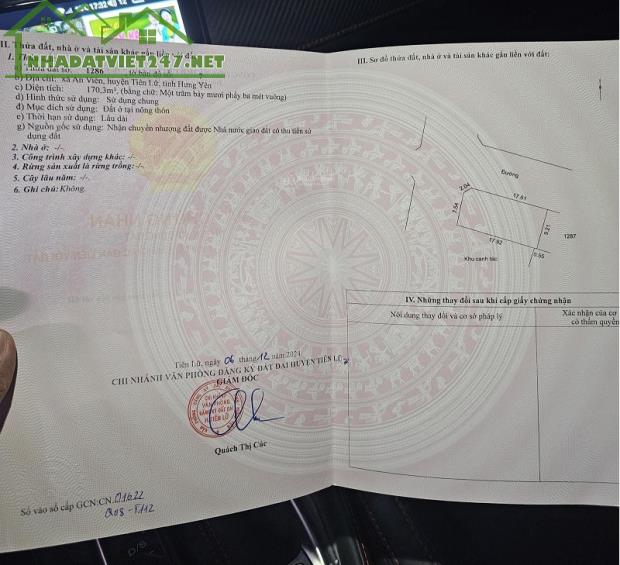 NHADATVIET247.NET
II. Thửa đất, nhà ở và tài sản khác gắn liền với đất
1286
b) Địa chỉ: xã An Viên, huyện Tiên Lữ, tỉnh Hưng Yên
c) Diện tích: 170,3m², (bằng chữ: Một trăm bảy mươi phẩy ba mét vuông)
d) Hình thức sử dụng: Sử dụng chung
đ) Mục đích sử dụng: Đất ở tại nông thôn
e) Thời hạn sử dụng: Lâu dài
g) Nguồn gốc sử dụng: Nhận chuyển nhượng đất được Nhà nước giao đất có thu tiền sử
dụng đất
2. Nhà ở: -/-
3. Công trình xây dựng khác: -/-
4. Rừng sản xuất là rừng trồng: -/-
5. Cây lâu năm: -/-
6. Ghi chú: Không.
Tiên Lữ, ngày 06 tháng 12 năm 2024
CHI NHÁNH VĂN PHÒNG ĐĂNG KÝ ĐẤT ĐAI HUYỆN TIÊN LỮ
GIÁM ĐỐC
Quách Thị Cúc
Số vào sổ cấp GCN: CN.01622
III. Sơ đồ thửa đất, nhà ở và tài sản khác gắn liền với đất:
Đường
2.04
17.61
7.54
9.21
1287
17.92
0.55
Khu canh tác
IV. Những thay đổi sau khi cấp giấy chứng nhận
Nội dung thay đổi và cơ sở pháp lý
Xác nhận của cơ
có thẩm quyền